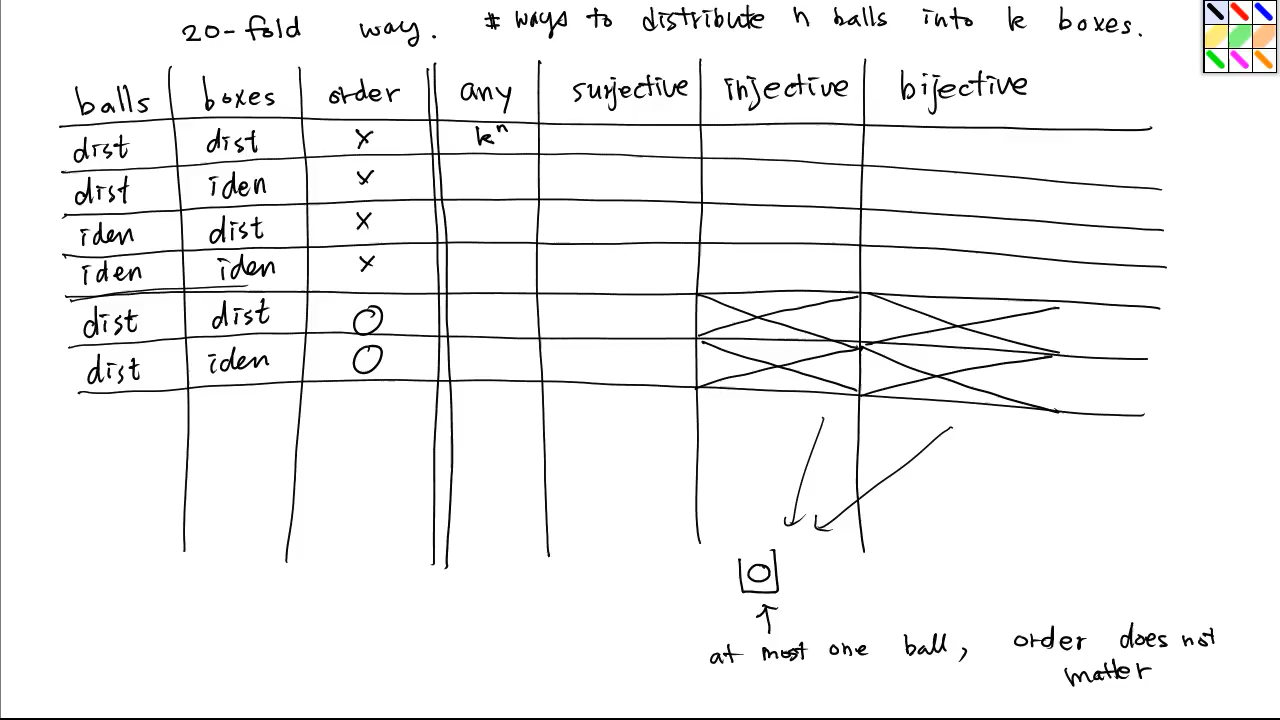 20-fold way. # ways to distribute n balls into k boxes.
balls boxes order any surjective injective bijective
dist dist × kⁿ
dist iden ×
iden dist ×
iden iden ×
dist dist O
dist iden O
at most one ball, order does not
matter